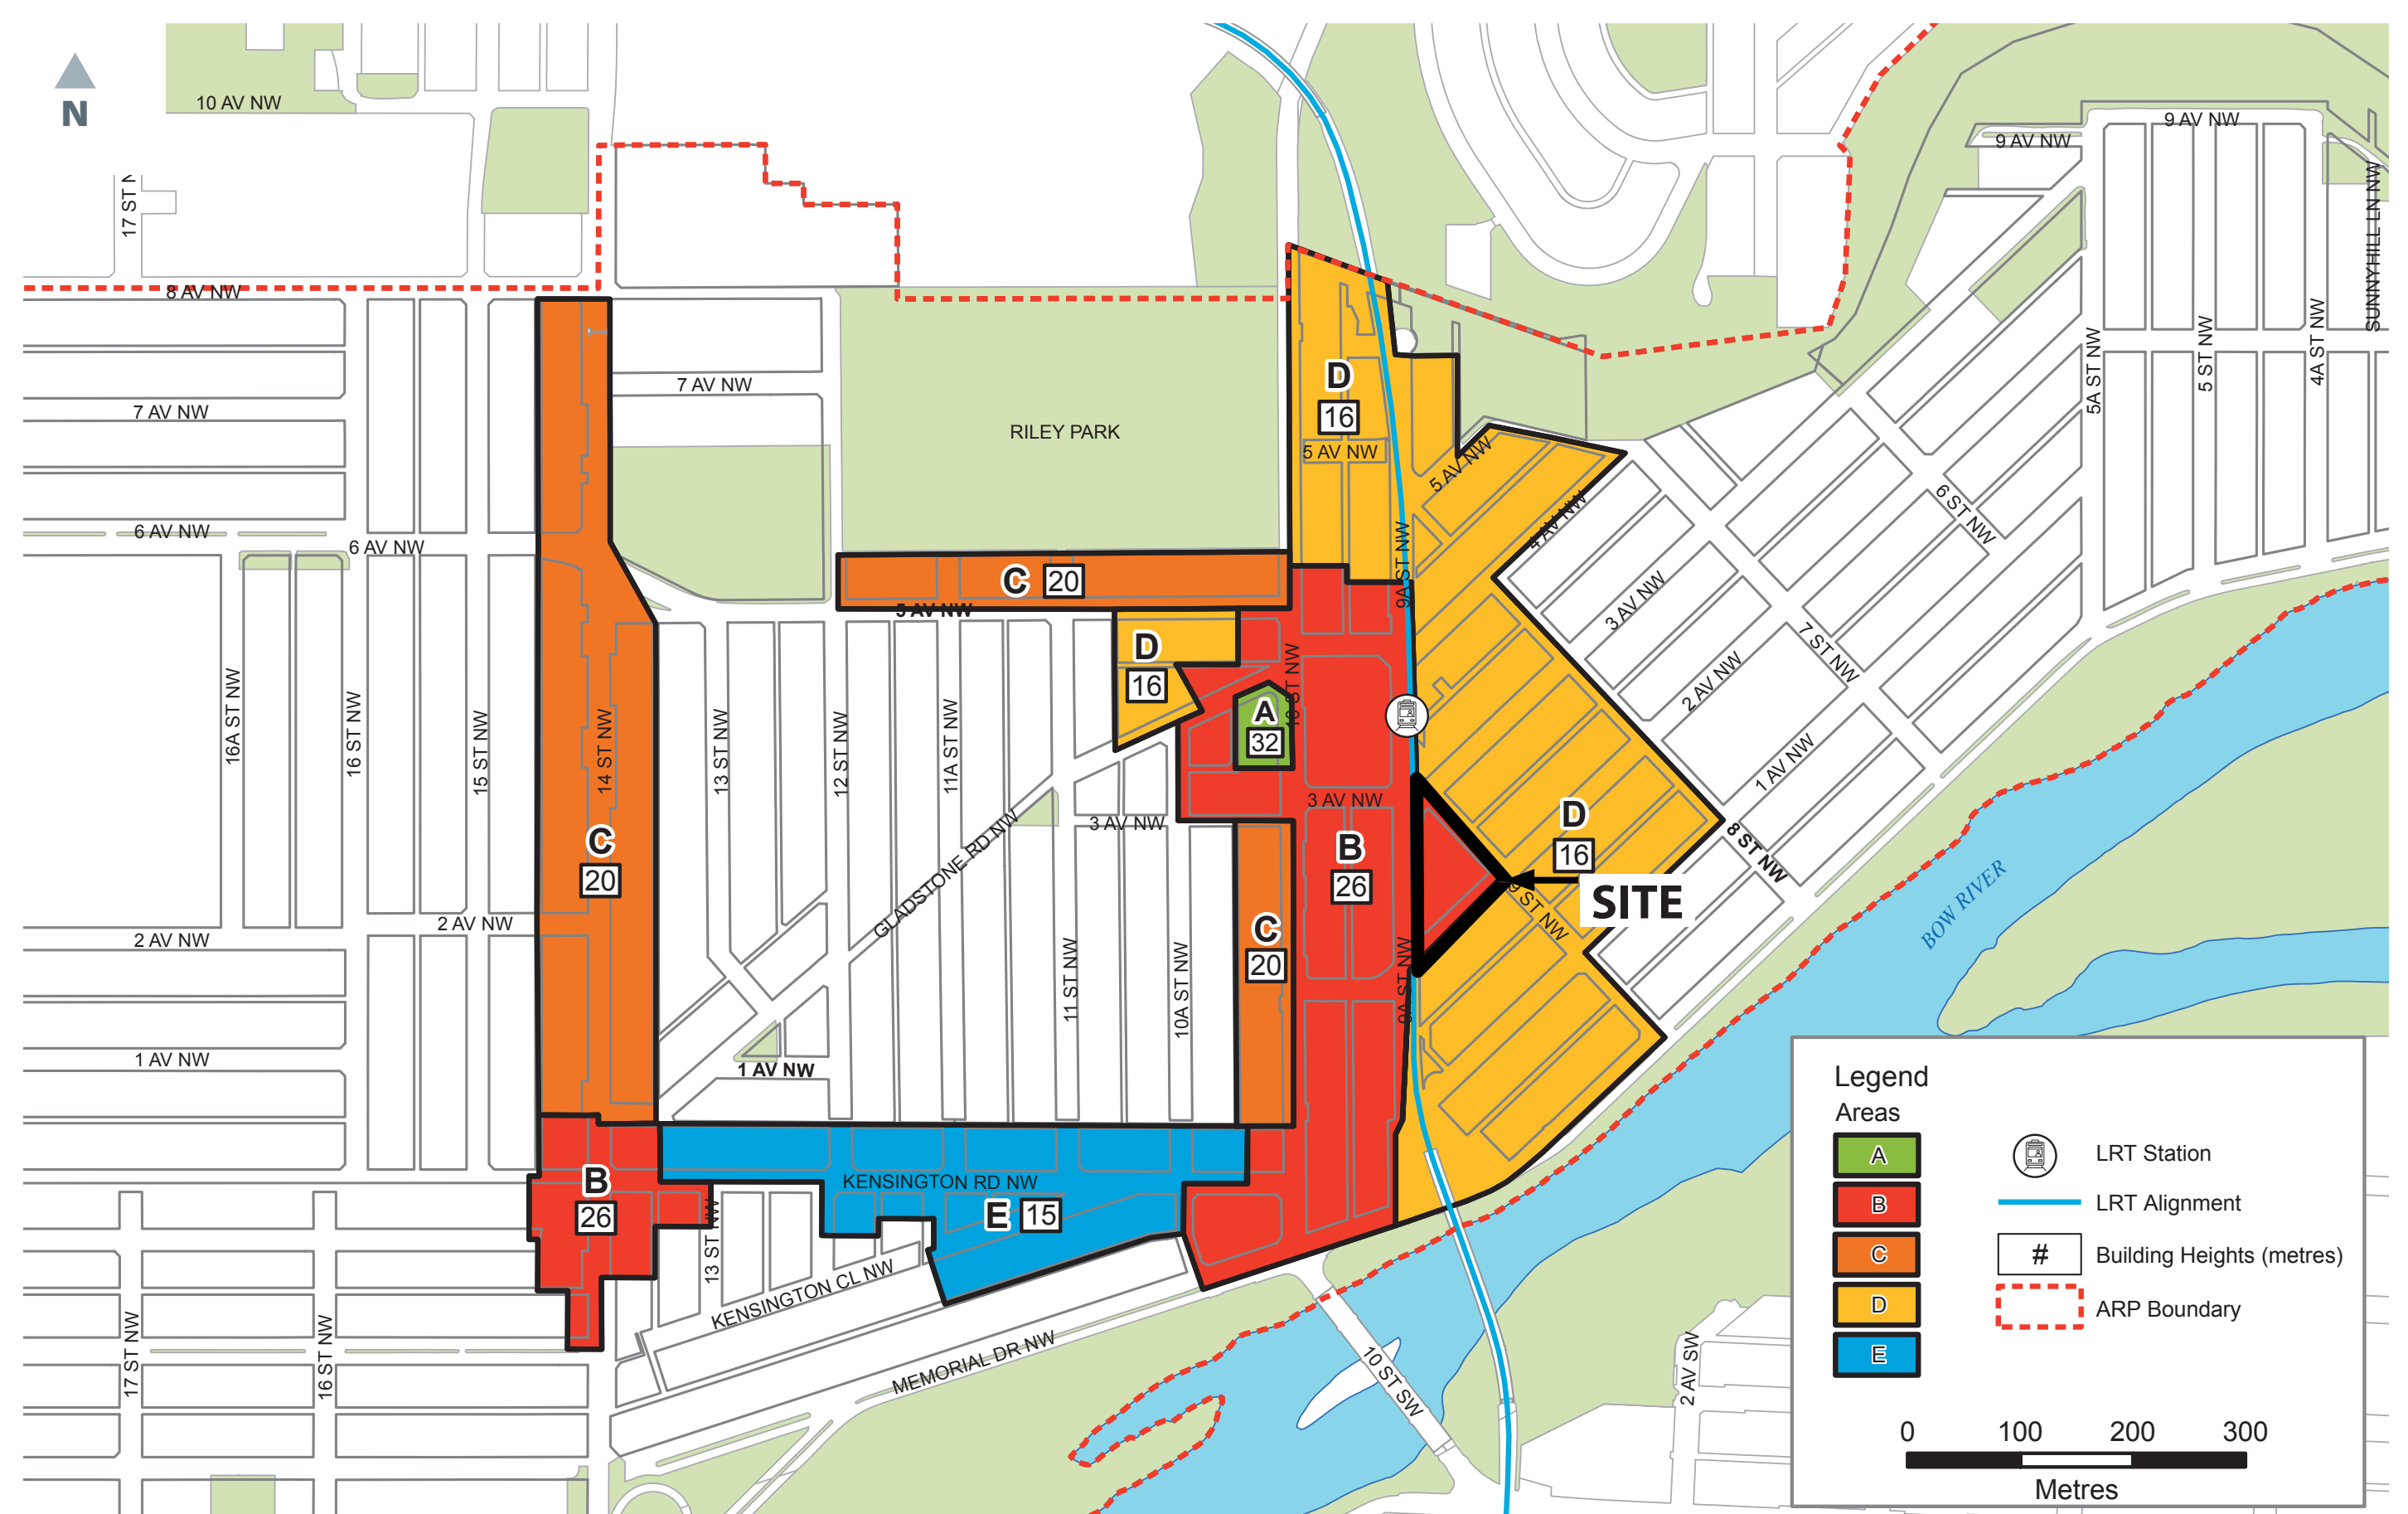 N
10 AV NW
17 ST N
9 AV NW
9 AV NW
SUNNYHILL LN NW
8 AV NW
7 AV NW
7 AV NW
RILEY PARK
D
16
5 AV NW
5 AV NW
4 AV NW
5A ST NW
5 ST NW
4A ST NW
6 ST NW
6 AV NW
6 AV NW
9A ST NW
C 20
5 AV NW
D
16
3 AV NW
7 ST NW
2 AV NW
16A ST NW
16 ST NW
15 ST NW
14 ST NW
13 ST NW
12 ST NW
11A ST NW
10 ST NW
A
32
1 AV NW
3 AV NW
3 AV NW
C
20
GLADSTONE RD NW
B
26
D
16
8 ST NW
SITE
9 ST NW
BOW RIVER
2 AV NW
2 AV NW
C
20
11 ST NW
10A ST NW
9A ST NW
1 AV NW
1 AV NW
B
26
KENSINGTON RD NW
E 15
13 ST NW
KENSINGTON CL NW
MEMORIAL DR NW
17 ST NW
16 ST NW
10 ST SW
2 AV SW
Legend
Areas
A
B
C
D
E
LRT Station
LRT Alignment
# Building Heights (metres)
ARP Boundary
0 100 200 300
Metres